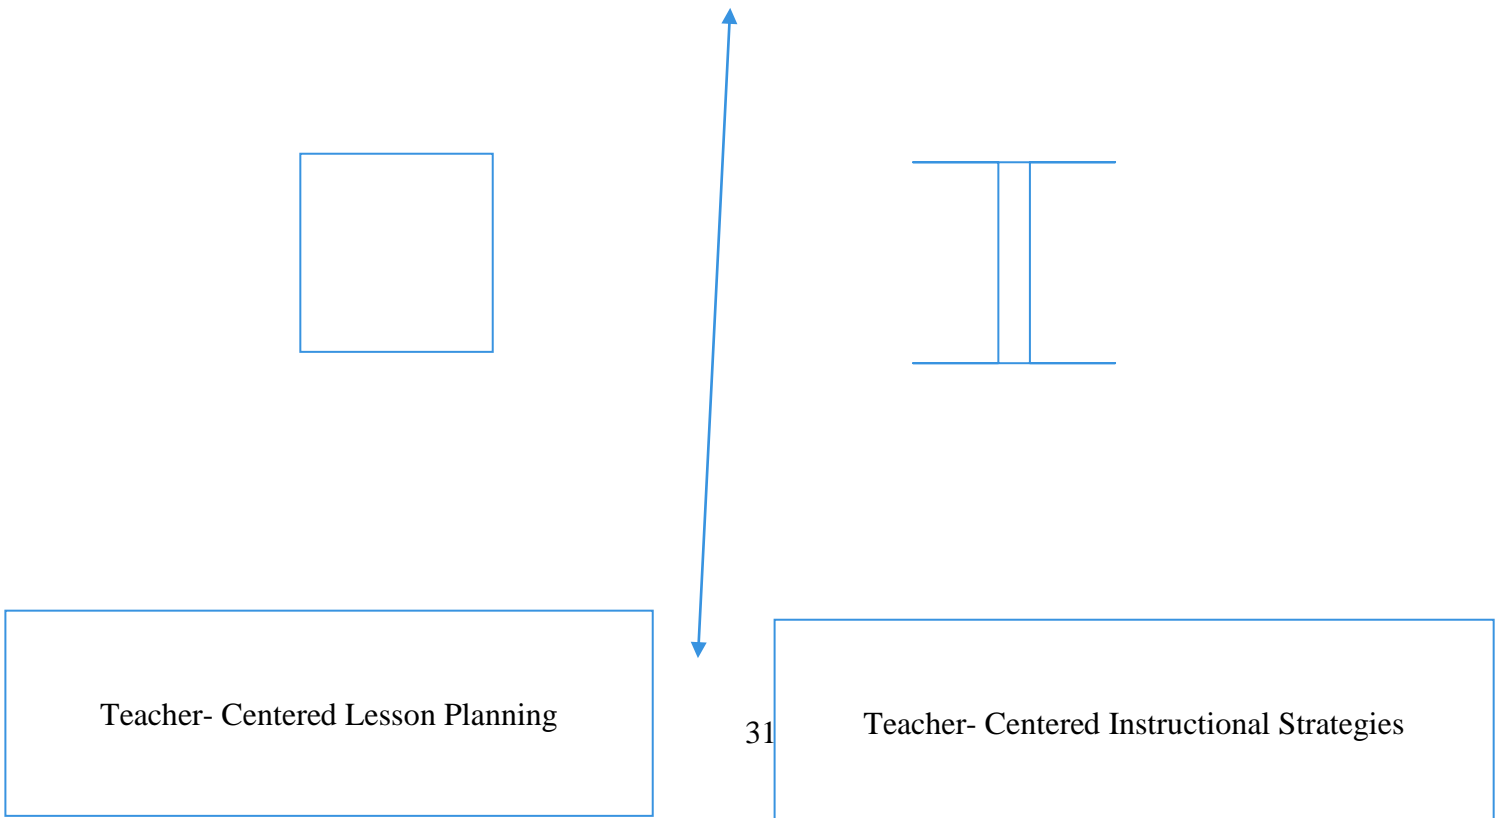 Teacher- Centered Lesson Planning
31
Teacher- Centered Instructional Strategies